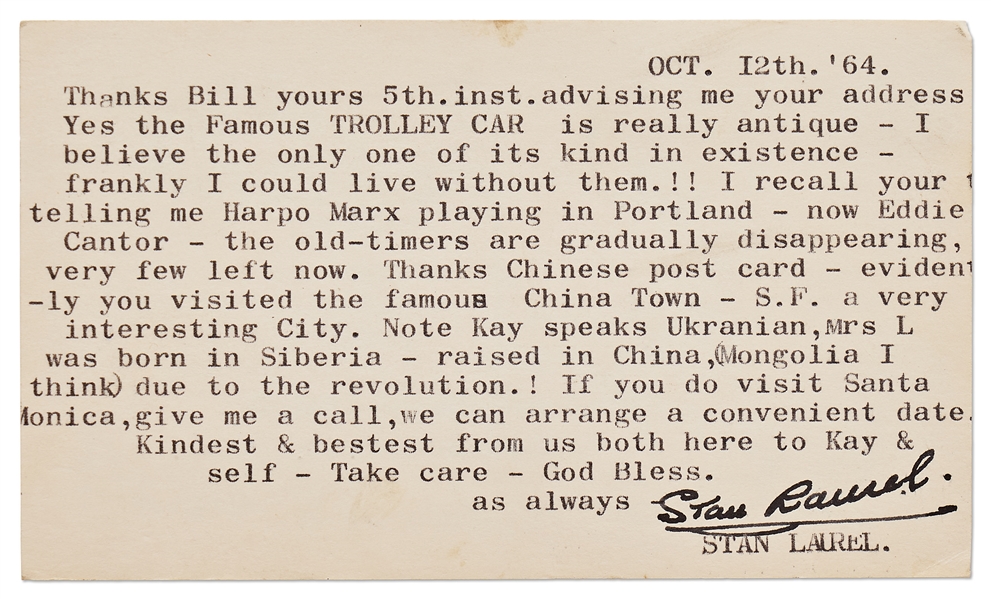 OCT. 12th.'64.
Thanks Bill yours 5th.inst.advising me your address
Yes the Famous TROLLEY CAR is really antique - I
believe the only one of its kind in existence -
frankly I could live without them.!! I recall your t
telling me Harpo Marx playing in Portland - now Eddie
Cantor - the old-timers are gradually disappearing,
very few left now. Thanks Chinese post card - evident
-ly you visited the famous China Town - S.F. a very
interesting City. Note Kay speaks Ukranian,Mrs L
was born in Siberia - raised in China,(Mongolia I
think) due to the revolution.! If you do visit Santa
Monica,give me a call,we can arrange a convenient date.
Kindest & bestest from us both here to Kay &
self - Take care - God Bless.
as always Stan Laurel.
STAN LAUREL.